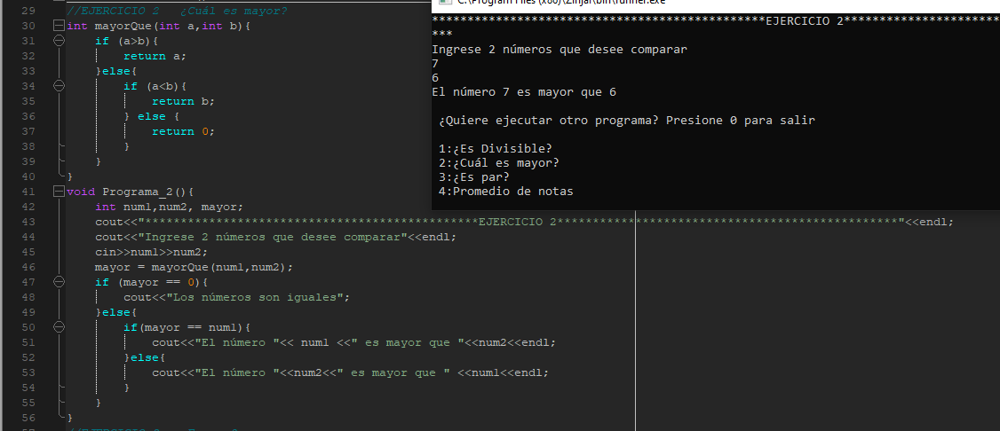 29 //EJERCICIO 2   ¿Cuál es mayor?
30 int mayorQue(int a,int b){
31     if (a>b){
32         return a;
33     }else{
34         if (a<b){
35             return b;
36         } else {
37             return 0;
38         }
39     }
40 }
41 void Programa_2(){
42     int num1,num2, mayor;
43     cout<<"***********************************************EJERCICIO 2************************************************"<<endl;
44     cout<<"Ingrese 2 números que desee comparar"<<endl;
45     cin>>num1>>num2;
46     mayor = mayorQue(num1,num2);
47     if (mayor == 0){
48         cout<<"Los números son iguales";
49     }else{
50         if(mayor == num1){
51             cout<<"El número "<< num1 <<" es mayor que "<<num2<<endl;
52         }else{
53             cout<<"El número "<<num2<<" es mayor que " <<num1<<endl;
54         }
55     }
56 }
C:\Program Files (x86)\Zinjai\bin\runner.exe
***********************************************EJERCICIO 2**********************
***
Ingrese 2 números que desee comparar
7
6
El número 7 es mayor que 6
¿Quiere ejecutar otro programa? Presione 0 para salir
1:¿Es Divisible?
2:¿Cuál es mayor?
3:¿Es par?
4:Promedio de notas